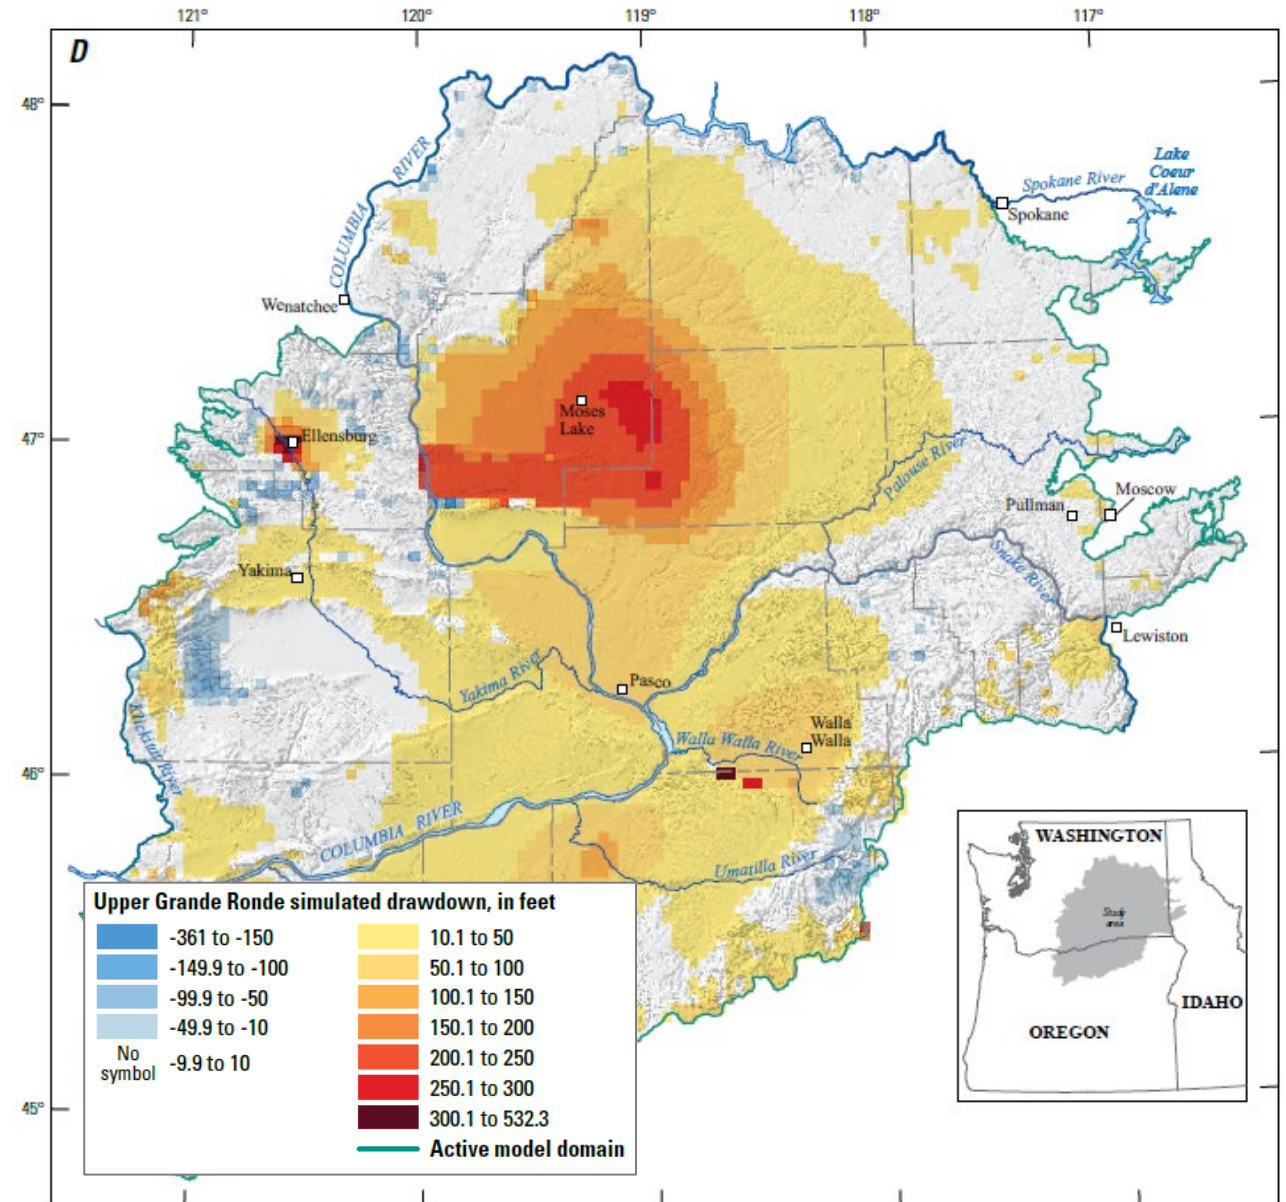 121°
120°
119°
118°
117°
D
48°
47°
46°
45°
COLUMBIA RIVER
Spokane River
Lake
Coeur
d'Alene
Spokane
Wenatchee
Moses
Lake
Ellensburg
Palouse River
Pullman
Moscow
Snake River
Yakima
Lewiston
Yakima River
Pasco
Klickitat River
Walla
Walla
Walla Walla River
COLUMBIA RIVER
Umatilla River
Upper Grande Ronde simulated drawdown, in feet
-361 to -150
-149.9 to -100
-99.9 to -50
-49.9 to -10
No
symbol
-9.9 to 10
10.1 to 50
50.1 to 100
100.1 to 150
150.1 to 200
200.1 to 250
250.1 to 300
300.1 to 532.3
Active model domain
WASHINGTON
Study
area
IDAHO
OREGON